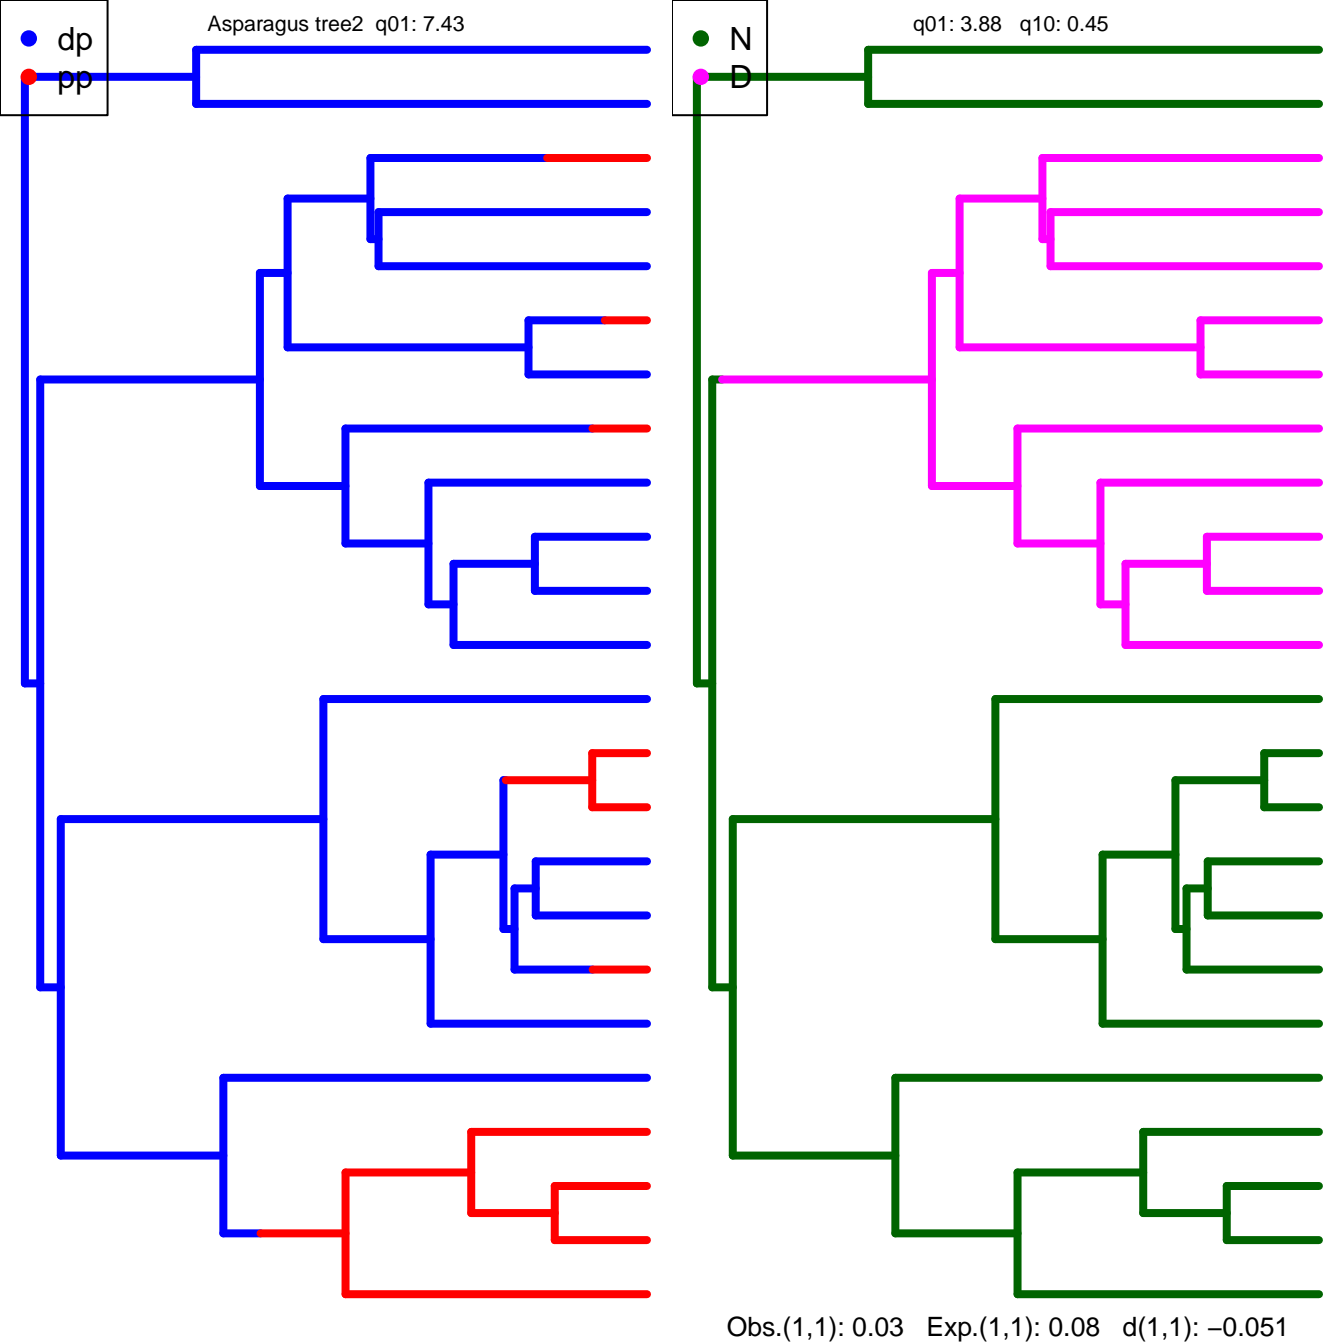 Asparagus tree2  q01: 7.43
dp
pp
q01: 3.88   q10: 0.45
N
D
Obs.(1,1): 0.03   Exp.(1,1): 0.08   d(1,1): −0.051